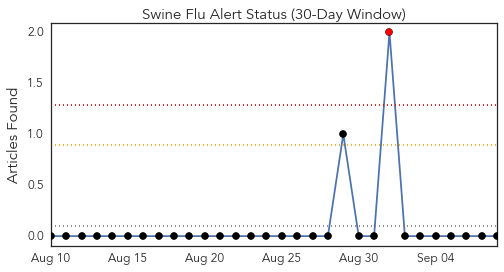 Swine Flu Alert Status (30-Day Window)
Articles Found
2.0
1.5
1.0
0.5
0.0
Aug 10 Aug 15 Aug 20 Aug 25 Aug 30 Sep 04